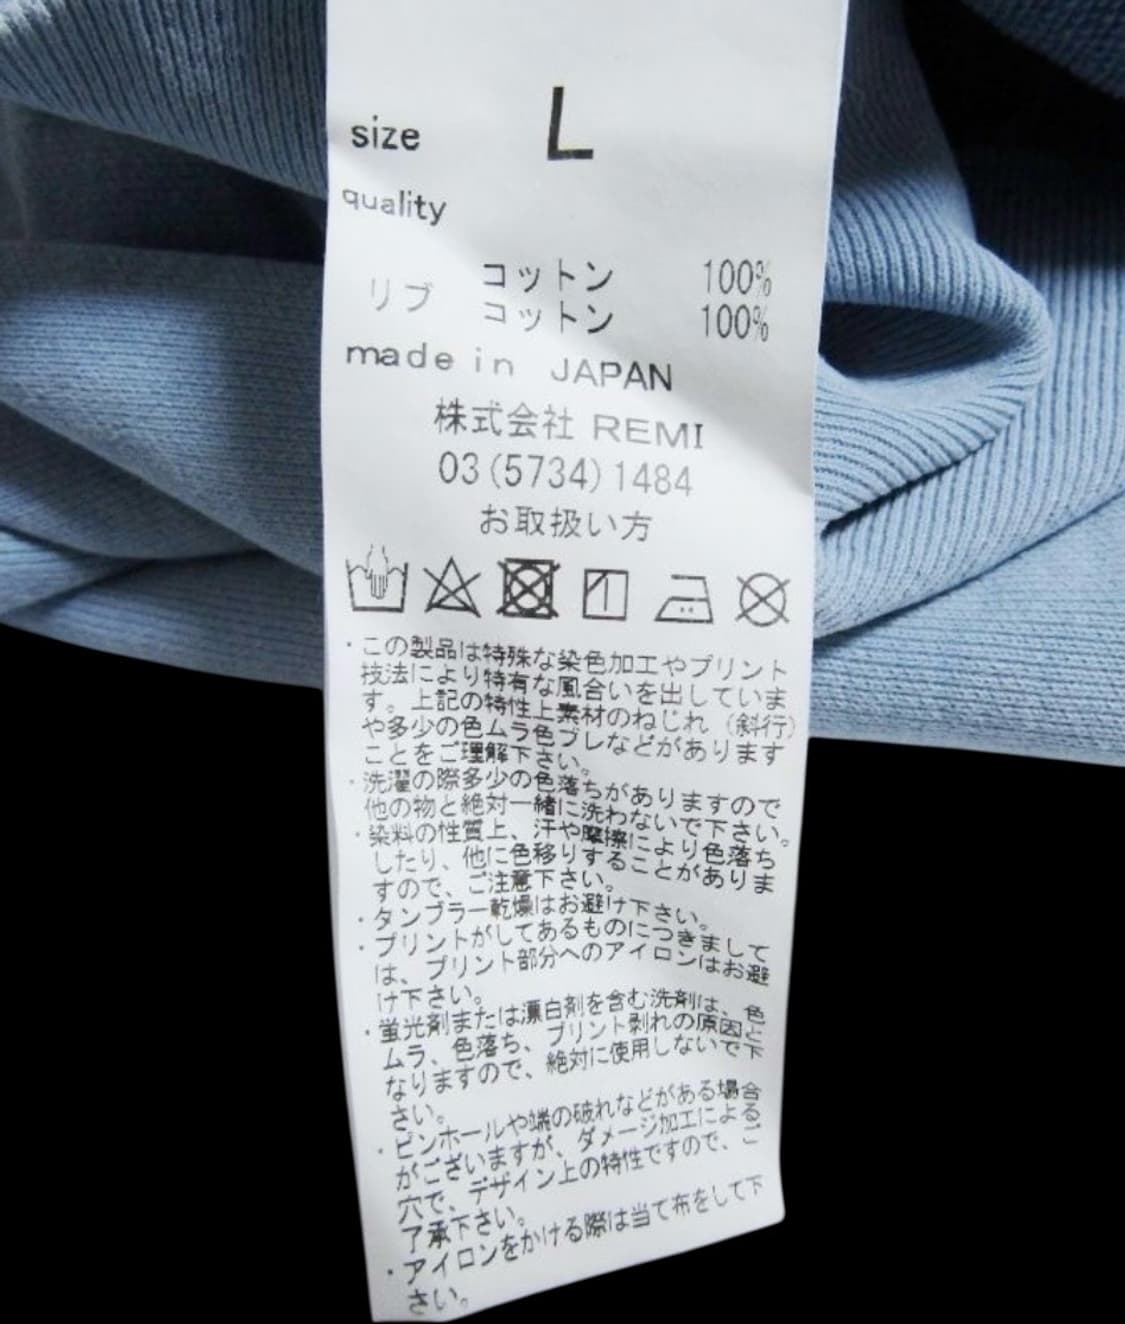 size L
quality
コットン 100%
リブ コットン 100%
made in JAPAN
株式会社 REMI
03(5734)1484
お取扱い方
・この製品は特殊な染色加工やプリント
技法により特有な風合いを出していま
す。上記の特性上素材のねじれ（斜行）
や多少の色ムラ色ブレなどがあります
ことをご理解下さい。
・洗濯の際多少の色落ちがありますので
他の物と絶対一緒に洗わないで下さい。
・染料の性質上、汗や摩擦により色落ち
したり、他に色移りすることがありま
すので、ご注意下さい。
・タンブラー乾燥はお避け下さい。
・プリントがしてあるものにつきまして
は、プリント部分へのアイロンはお避
け下さい。
・蛍光剤または漂白剤を含む洗剤は、色
ムラ、色落ち、プリント剥れの原因と
なりますので、絶対に使用しないで下
さい。
・ピンホールや端の破れなどがある場合
がございますが、ダメージ加工による
穴で、デザイン上の特性ですので、ご
了承下さい。
・アイロンをかける際は当て布をして下
さい。